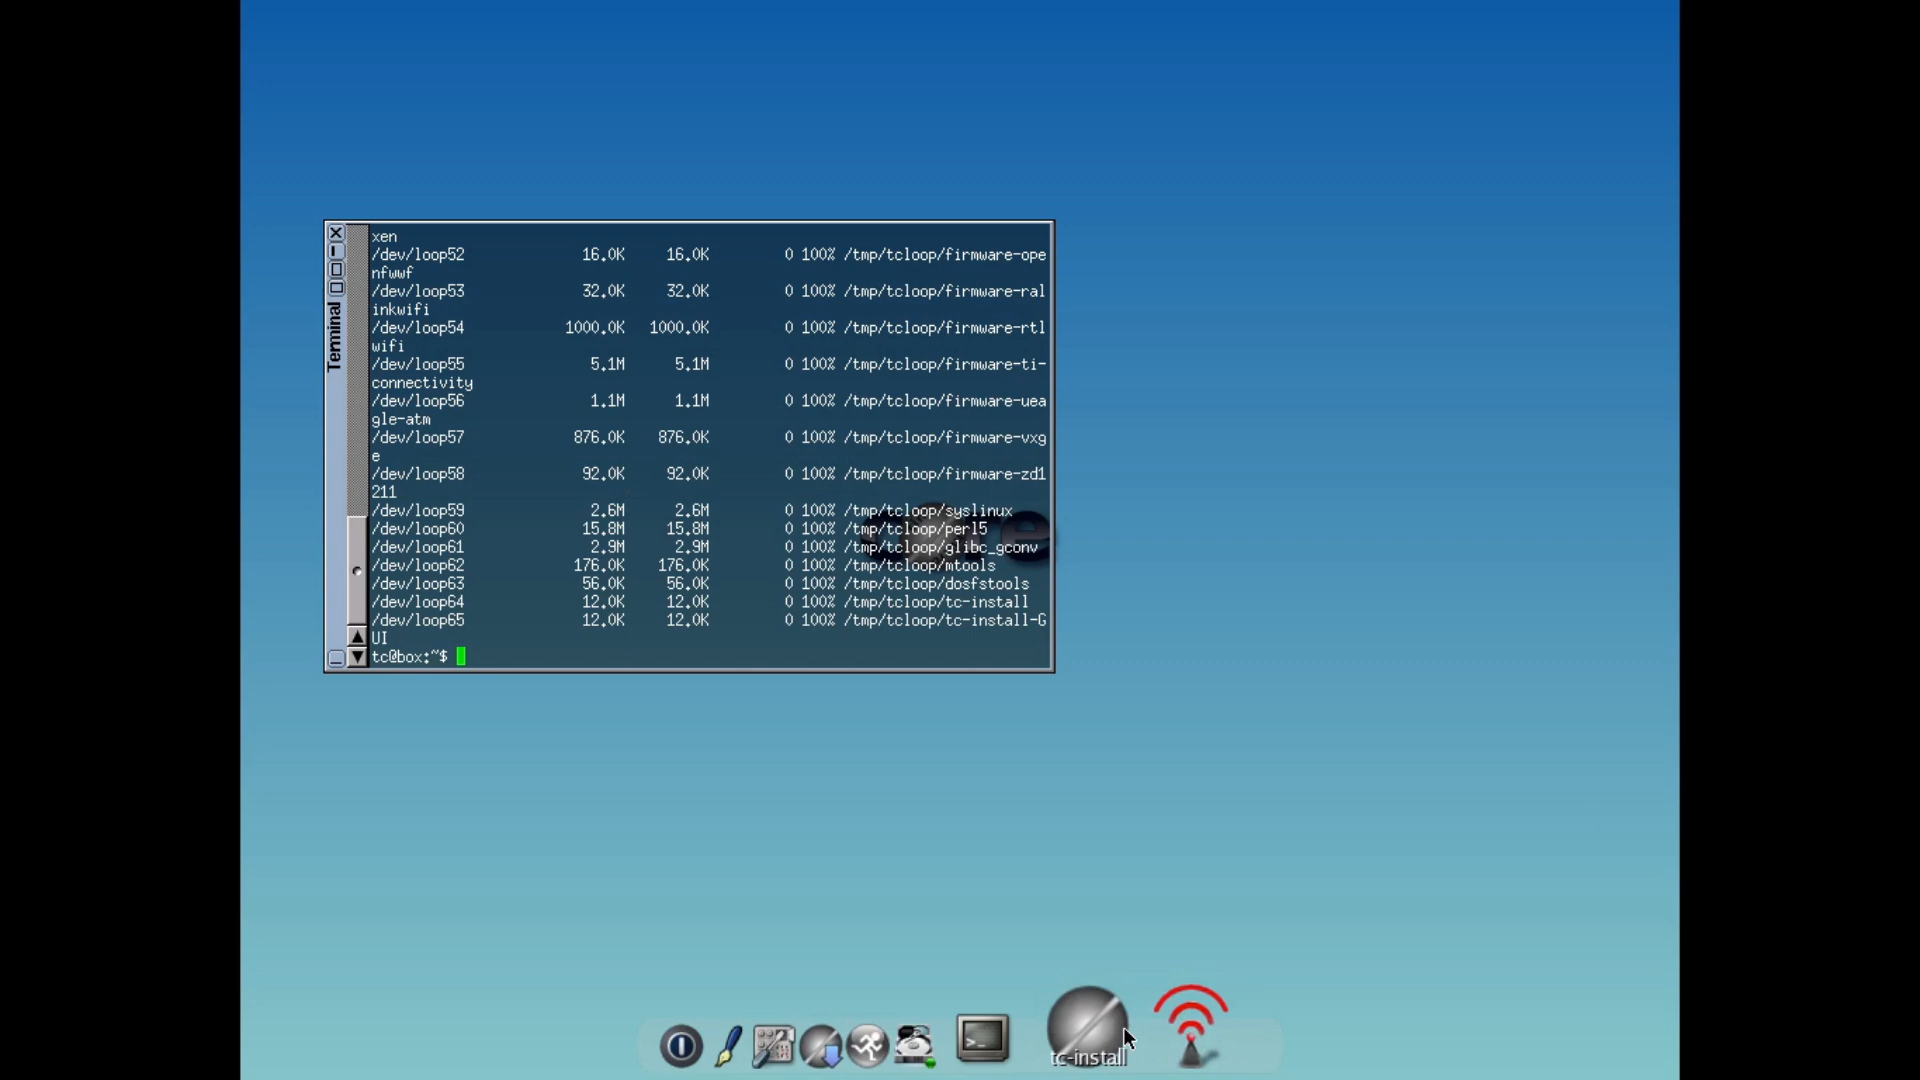 xen
/dev/loop52 16.0K 16.0K 0 100% /tmp/tcloop/firmware-ope
nfwwf
/dev/loop53 32.0K 32.0K 0 100% /tmp/tcloop/firmware-ral
inkwifi
/dev/loop54 1000.0K 1000.0K 0 100% /tmp/tcloop/firmware-rtl
wifi
/dev/loop55 5.1M 5.1M 0 100% /tmp/tcloop/firmware-ti-
connectivity
/dev/loop56 1.1M 1.1M 0 100% /tmp/tcloop/firmware-uea
gle-atm
/dev/loop57 876.0K 876.0K 0 100% /tmp/tcloop/firmware-vxg
e
/dev/loop58 92.0K 92.0K 0 100% /tmp/tcloop/firmware-zd1
211
/dev/loop59 2.6M 2.6M 0 100% /tmp/tcloop/syslinux
/dev/loop60 15.8M 15.8M 0 100% /tmp/tcloop/perl5
/dev/loop61 2.9M 2.9M 0 100% /tmp/tcloop/glibc_gconv
/dev/loop62 176.0K 176.0K 0 100% /tmp/tcloop/mtools
/dev/loop63 56.0K 56.0K 0 100% /tmp/tcloop/dosfstools
/dev/loop64 12.0K 12.0K 0 100% /tmp/tcloop/tc-install
/dev/loop65 12.0K 12.0K 0 100% /tmp/tcloop/tc-install-G
UI
tc@box:~$
Terminal
tc-install